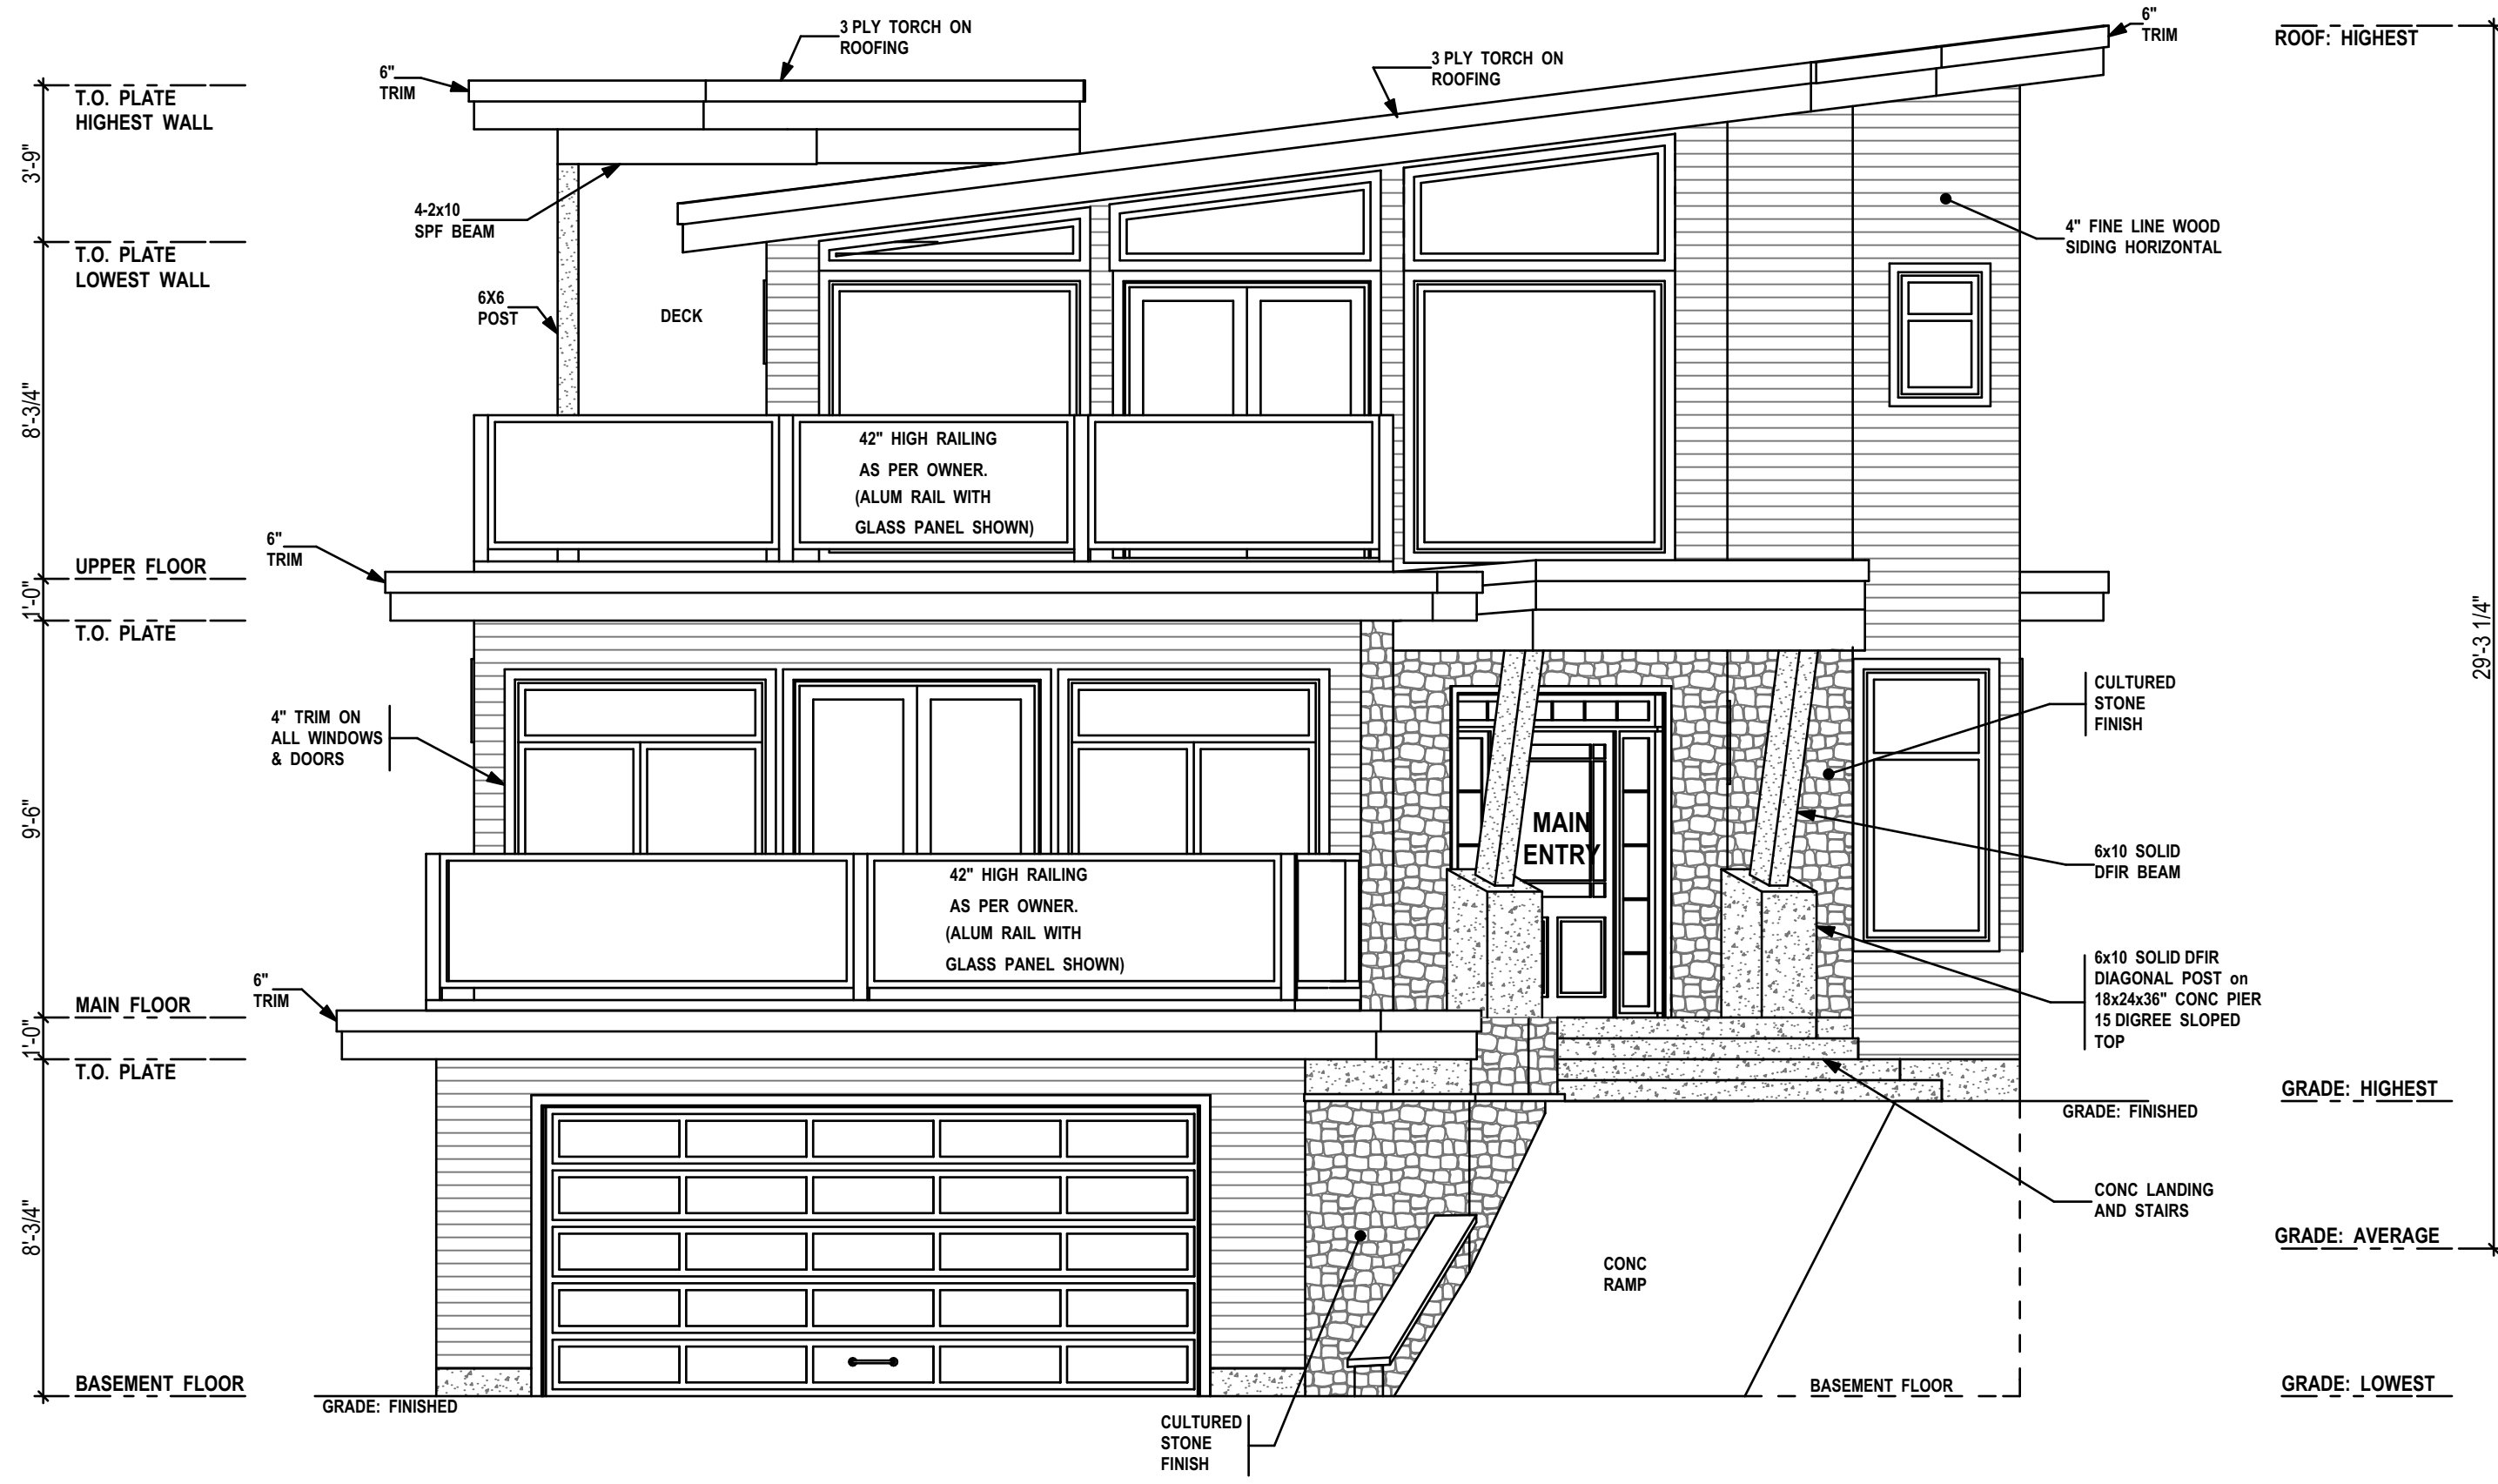 3 PLY TORCH ON
ROOFING
6"
TRIM
3 PLY TORCH ON
ROOFING
6"
TRIM
ROOF: HIGHEST
T.O. PLATE
HIGHEST WALL
3'-9"
T.O. PLATE
LOWEST WALL
4-2x10
SPF BEAM
4" FINE LINE WOOD
SIDING HORIZONTAL
6X6
POST
DECK
8'-3/4"
42" HIGH RAILING
AS PER OWNER.
(ALUM RAIL WITH
GLASS PANEL SHOWN)
6"
TRIM
UPPER FLOOR
1'-0"
T.O. PLATE
29'-3 1/4"
4" TRIM ON
ALL WINDOWS
& DOORS
CULTURED
STONE
FINISH
9'-6"
MAIN
ENTRY
6x10 SOLID
DFIR BEAM
42" HIGH RAILING
AS PER OWNER.
(ALUM RAIL WITH
GLASS PANEL SHOWN)
6x10 SOLID DFIR
DIAGONAL POST on
18x24x36" CONC PIER
15 DIGREE SLOPED
TOP
6"
TRIM
MAIN FLOOR
1'-0"
T.O. PLATE
GRADE: HIGHEST
GRADE: FINISHED
CONC LANDING
AND STAIRS
8'-3/4"
GRADE: AVERAGE
CONC
RAMP
BASEMENT FLOOR
GRADE: FINISHED
BASEMENT FLOOR
GRADE: LOWEST
CULTURED
STONE
FINISH